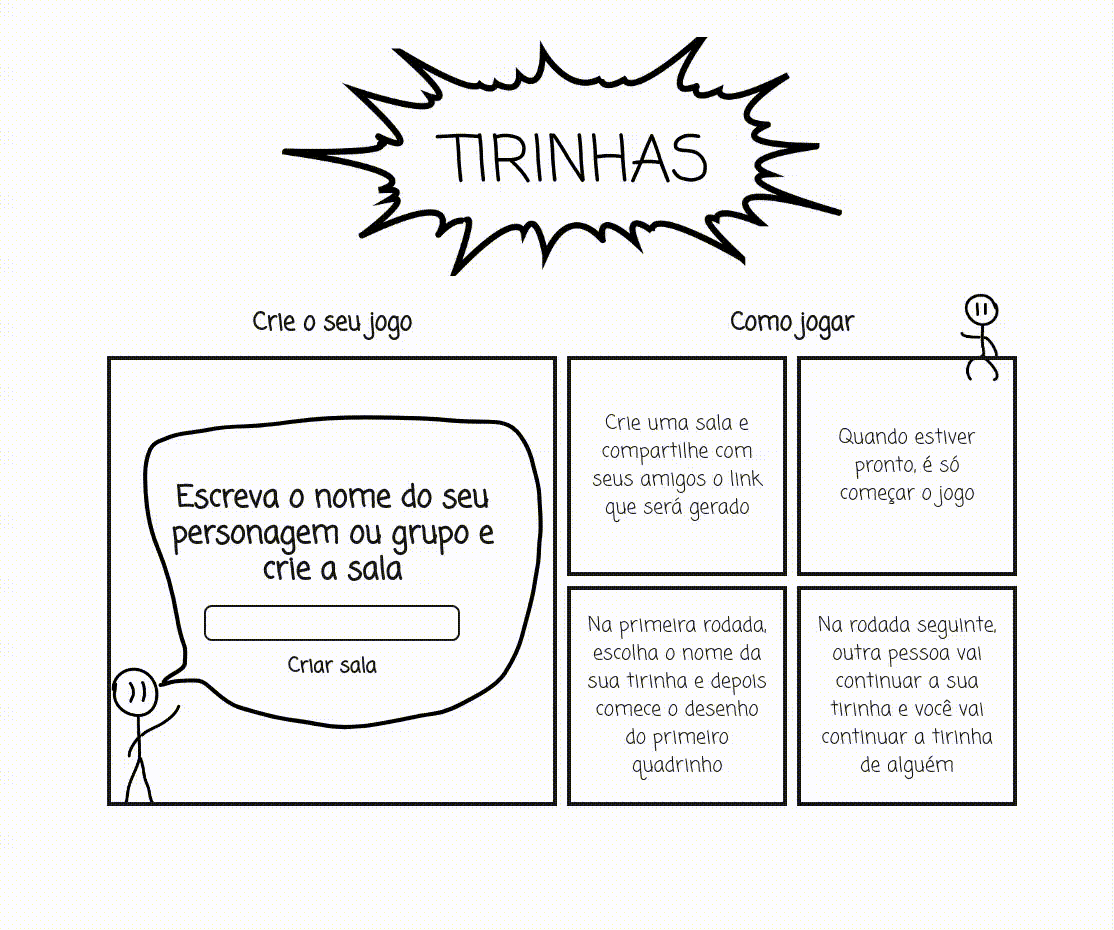 TIRINHAS
Crie o seu jogo
Escreva o nome do seu
personagem ou grupo e
crie a sala
Criar sala
Como jogar
Crie uma sala e
compartilhe com
seus amigos o link
que será gerado
Quando estiver
pronto, é só
começar o jogo
Na primeira rodada,
escolha o nome da
sua tirinha e depois
comece o desenho
do primeiro
quadrinho
Na rodada seguinte,
outra pessoa vai
continuar a sua
tirinha e você vai
continuar a tirinha
de alguém